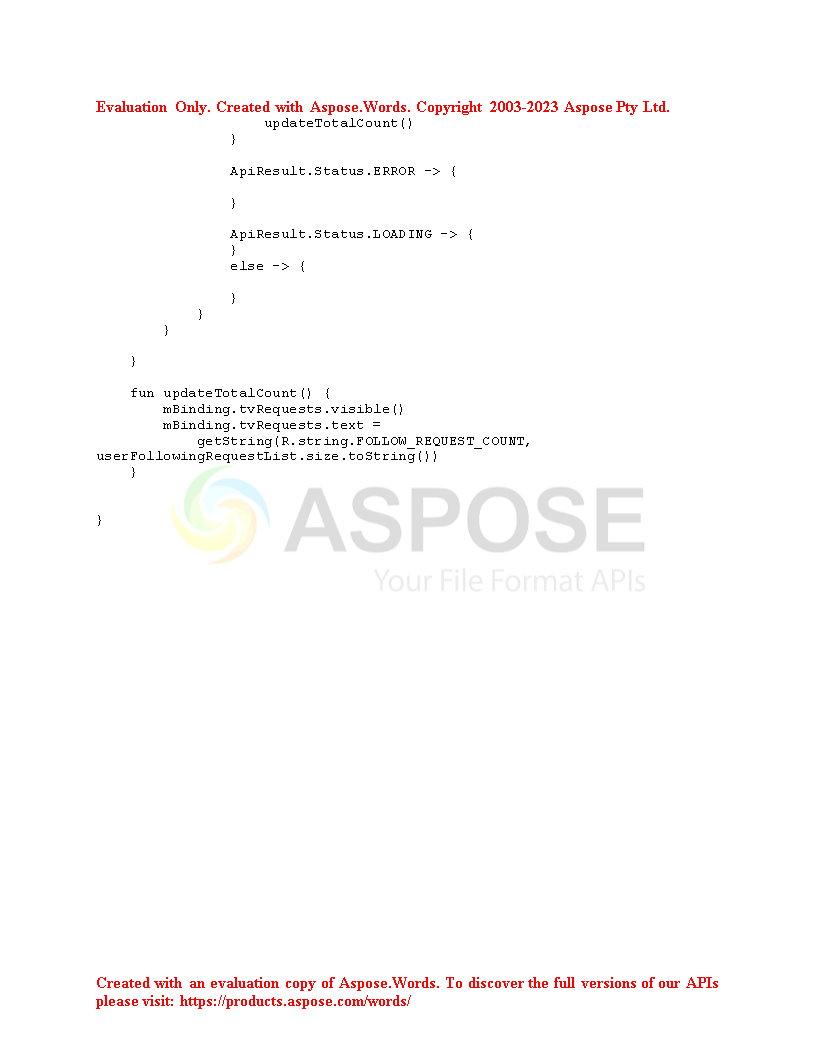 Evaluation Only. Created with Aspose.Words. Copyright 2003-2023 Aspose Pty Ltd.
updateTotalCount()
}
ApiResult.Status.ERROR -> {
}
ApiResult.Status.LOADING -> {
}
else -> {
}
}
}
}
fun updateTotalCount() {
mBinding.tvRequests.visible()
mBinding.tvRequests.text =
getString(R.string.FOLLOW_REQUEST_COUNT,
userFollowingRequestList.size.toString())
}
}
ASPOSE
Your File Format APIs
Created with an evaluation copy of Aspose.Words. To discover the full versions of our APIs
please visit: https://products.aspose.com/words/